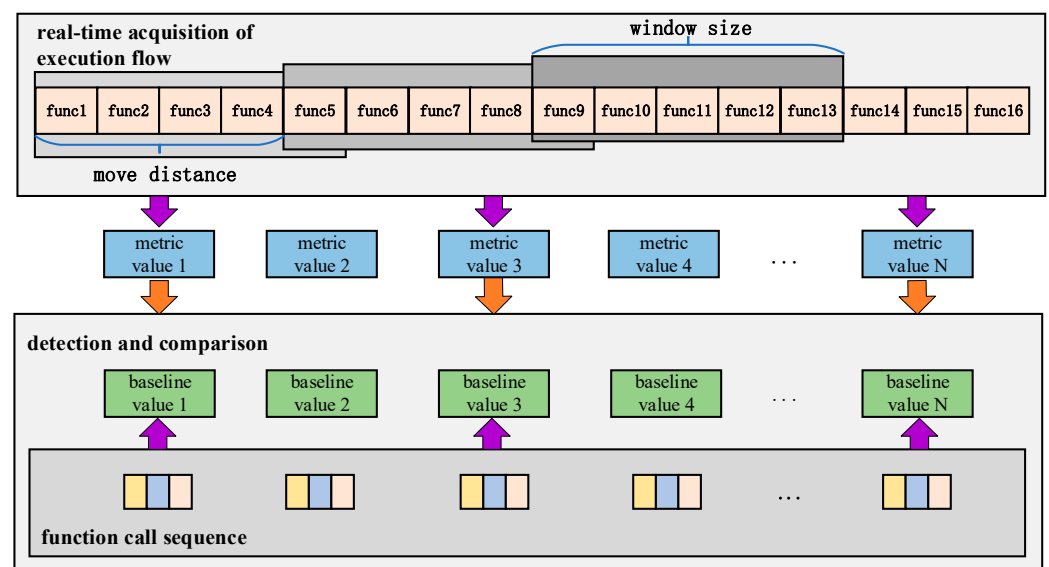 real-time acquisition of
execution flow
window size
func1 func2 func3 func4 func5 func6 func7 func8 func9 func10 func11 func12 func13 func14 func15 func16
move distance
metric
value 1
metric
value 2
metric
value 3
metric
value 4
...
metric
value N
detection and comparison
baseline
value 1
baseline
value 2
baseline
value 3
baseline
value 4
...
baseline
value N
...
function call sequence